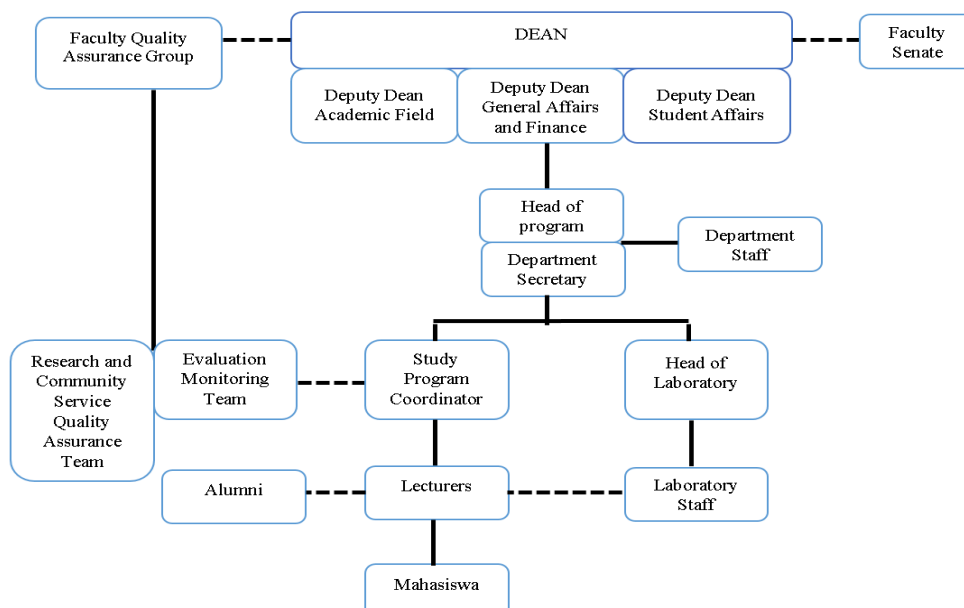 Faculty Quality
Assurance Group
DEAN
Faculty
Senate
Deputy Dean
Academic Field
Deputy Dean
General Affairs
and Finance
Deputy Dean
Student Affairs
Head of
program
Department
Secretary
Department
Staff
Research and
Community
Service
Quality
Assurance
Team
Evaluation
Monitoring
Team
Study
Program
Coordinator
Head of
Laboratory
Alumni
Lecturers
Laboratory
Staff
Mahasiswa